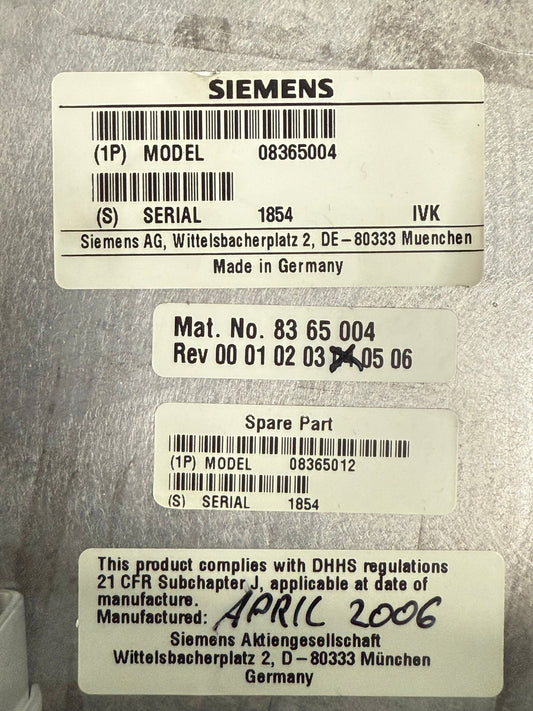 SIEMENS
(1P) MODEL 08365004
(S) SERIAL 1854 IVK
Siemens AG, Wittelsbacherplatz 2, DE-80333 Muenchen
Made in Germany
Mat. No. 83 65 004
Rev 00 01 02 03 04 05 06
Spare Part
(1P) MODEL 08365012
(S) SERIAL 1854
This product complies with DHHS regulations
21 CFR Subchapter J, applicable at date of
manufacture.
Manufactured: APRIL 2006
Siemens Aktiengesellschaft
Wittelsbacherplatz 2, D-80333 München
Germany